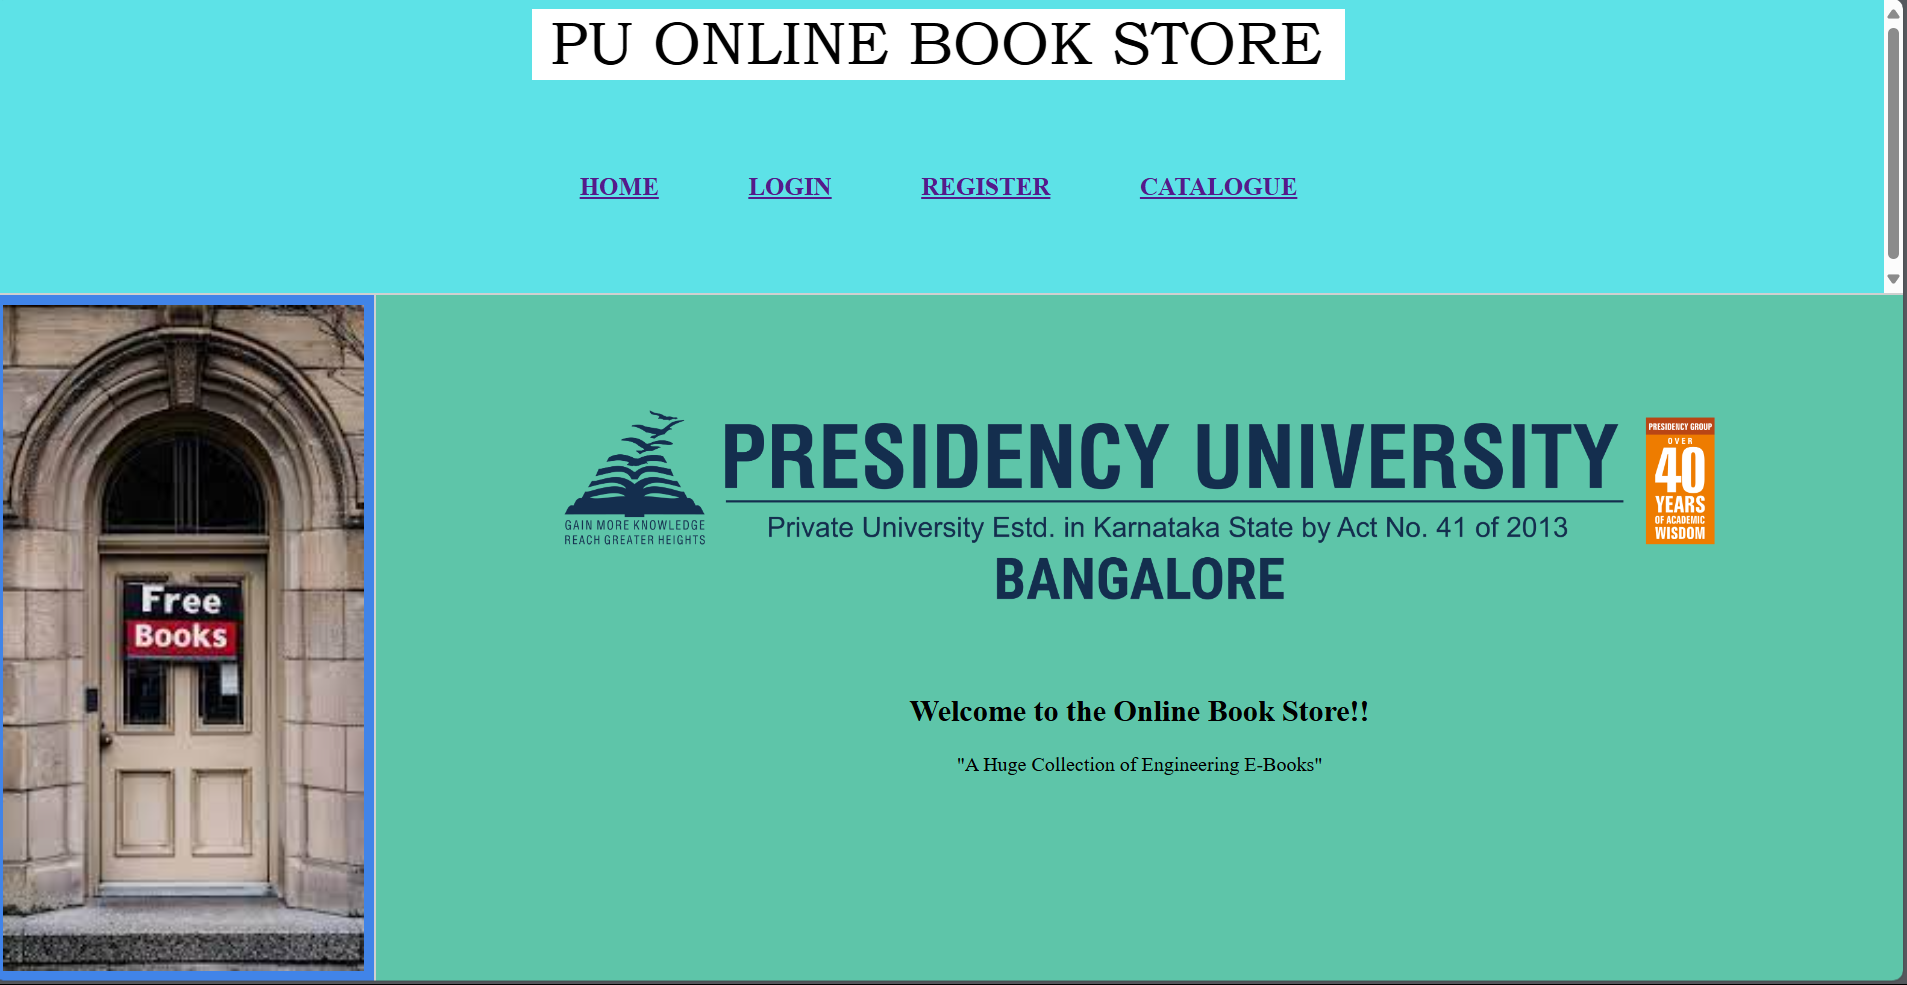 PU ONLINE BOOK STORE
HOME LOGIN REGISTER CATALOGUE
Free
Books
PRESIDENCY UNIVERSITY
GAIN MORE KNOWLEDGE
REACH GREATER HEIGHTS
Private University Estd. in Karnataka State by Act No. 41 of 2013
BANGALORE
PRESIDENCY GROUP
OVER
40
YEARS
OF ACADEMIC
WISDOM
Welcome to the Online Book Store!!
"A Huge Collection of Engineering E-Books"